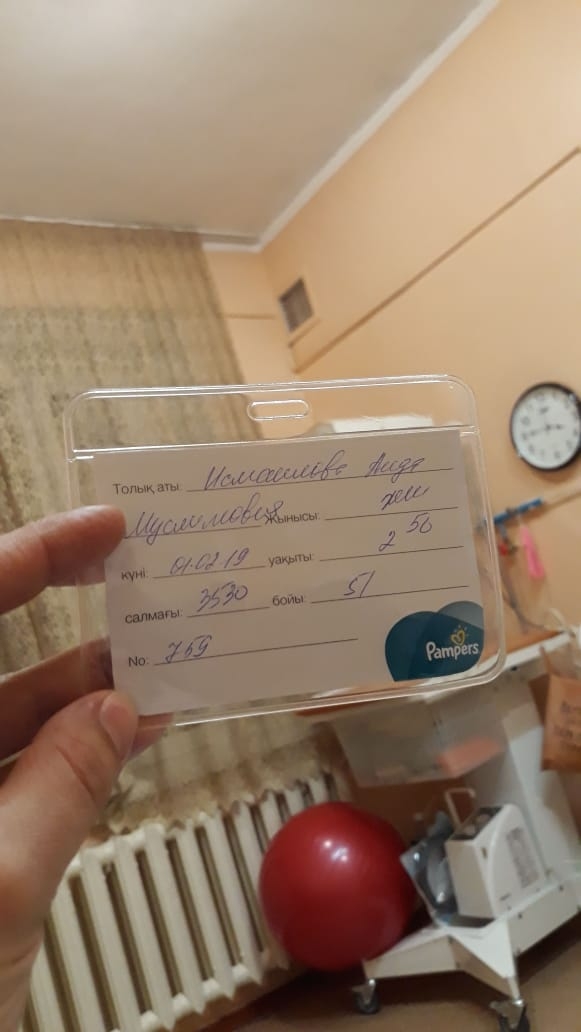 Толық аты: Исмаилова Аида
Муслимовна Жынысы: жен
күні: 01.02.19 уақыты: 2 50
салмағы: 3530 бойы: 51
No: 759
Pampers